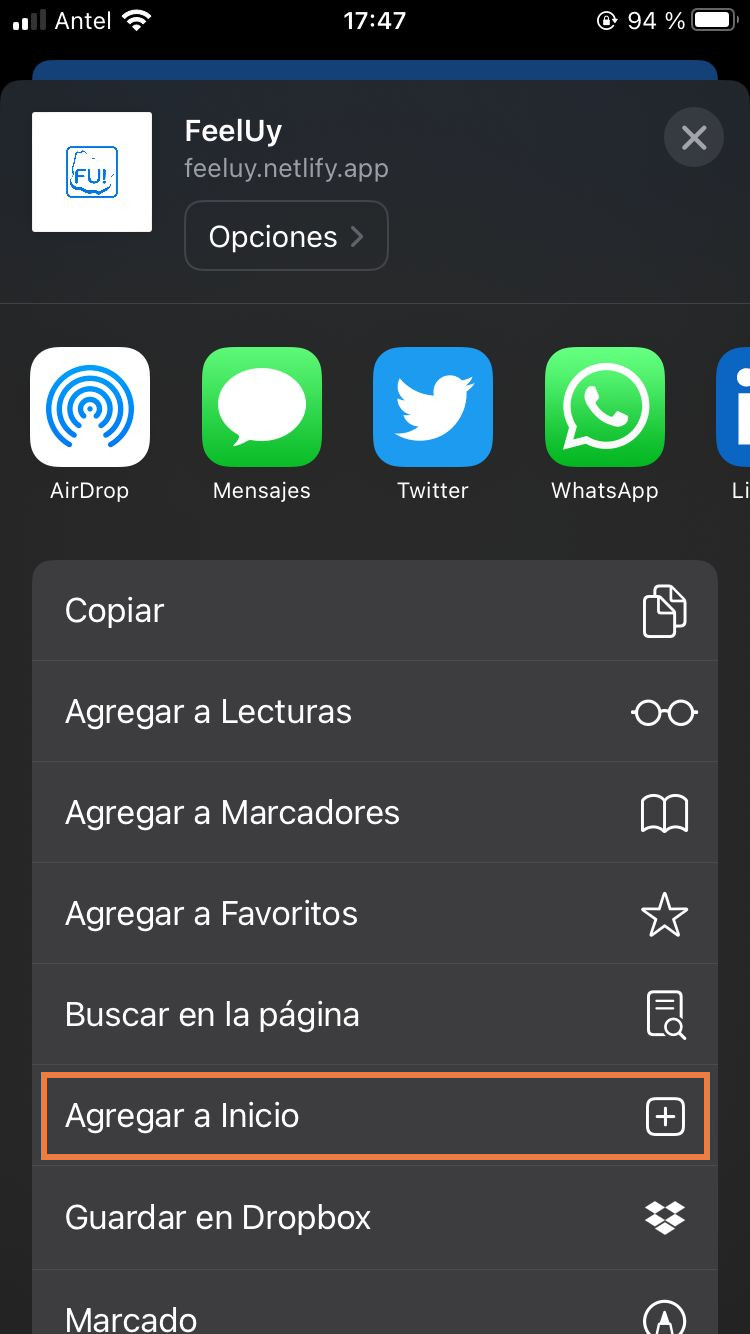 Antel
17:47
94 %
FeelUy
feeluy.netlify.app
FU!
Opciones
AirDrop
Mensajes
Twitter
WhatsApp
Li
Copiar
Agregar a Lecturas
Agregar a Marcadores
Agregar a Favoritos
Buscar en la página
Agregar a Inicio
Guardar en Dropbox
Marcado